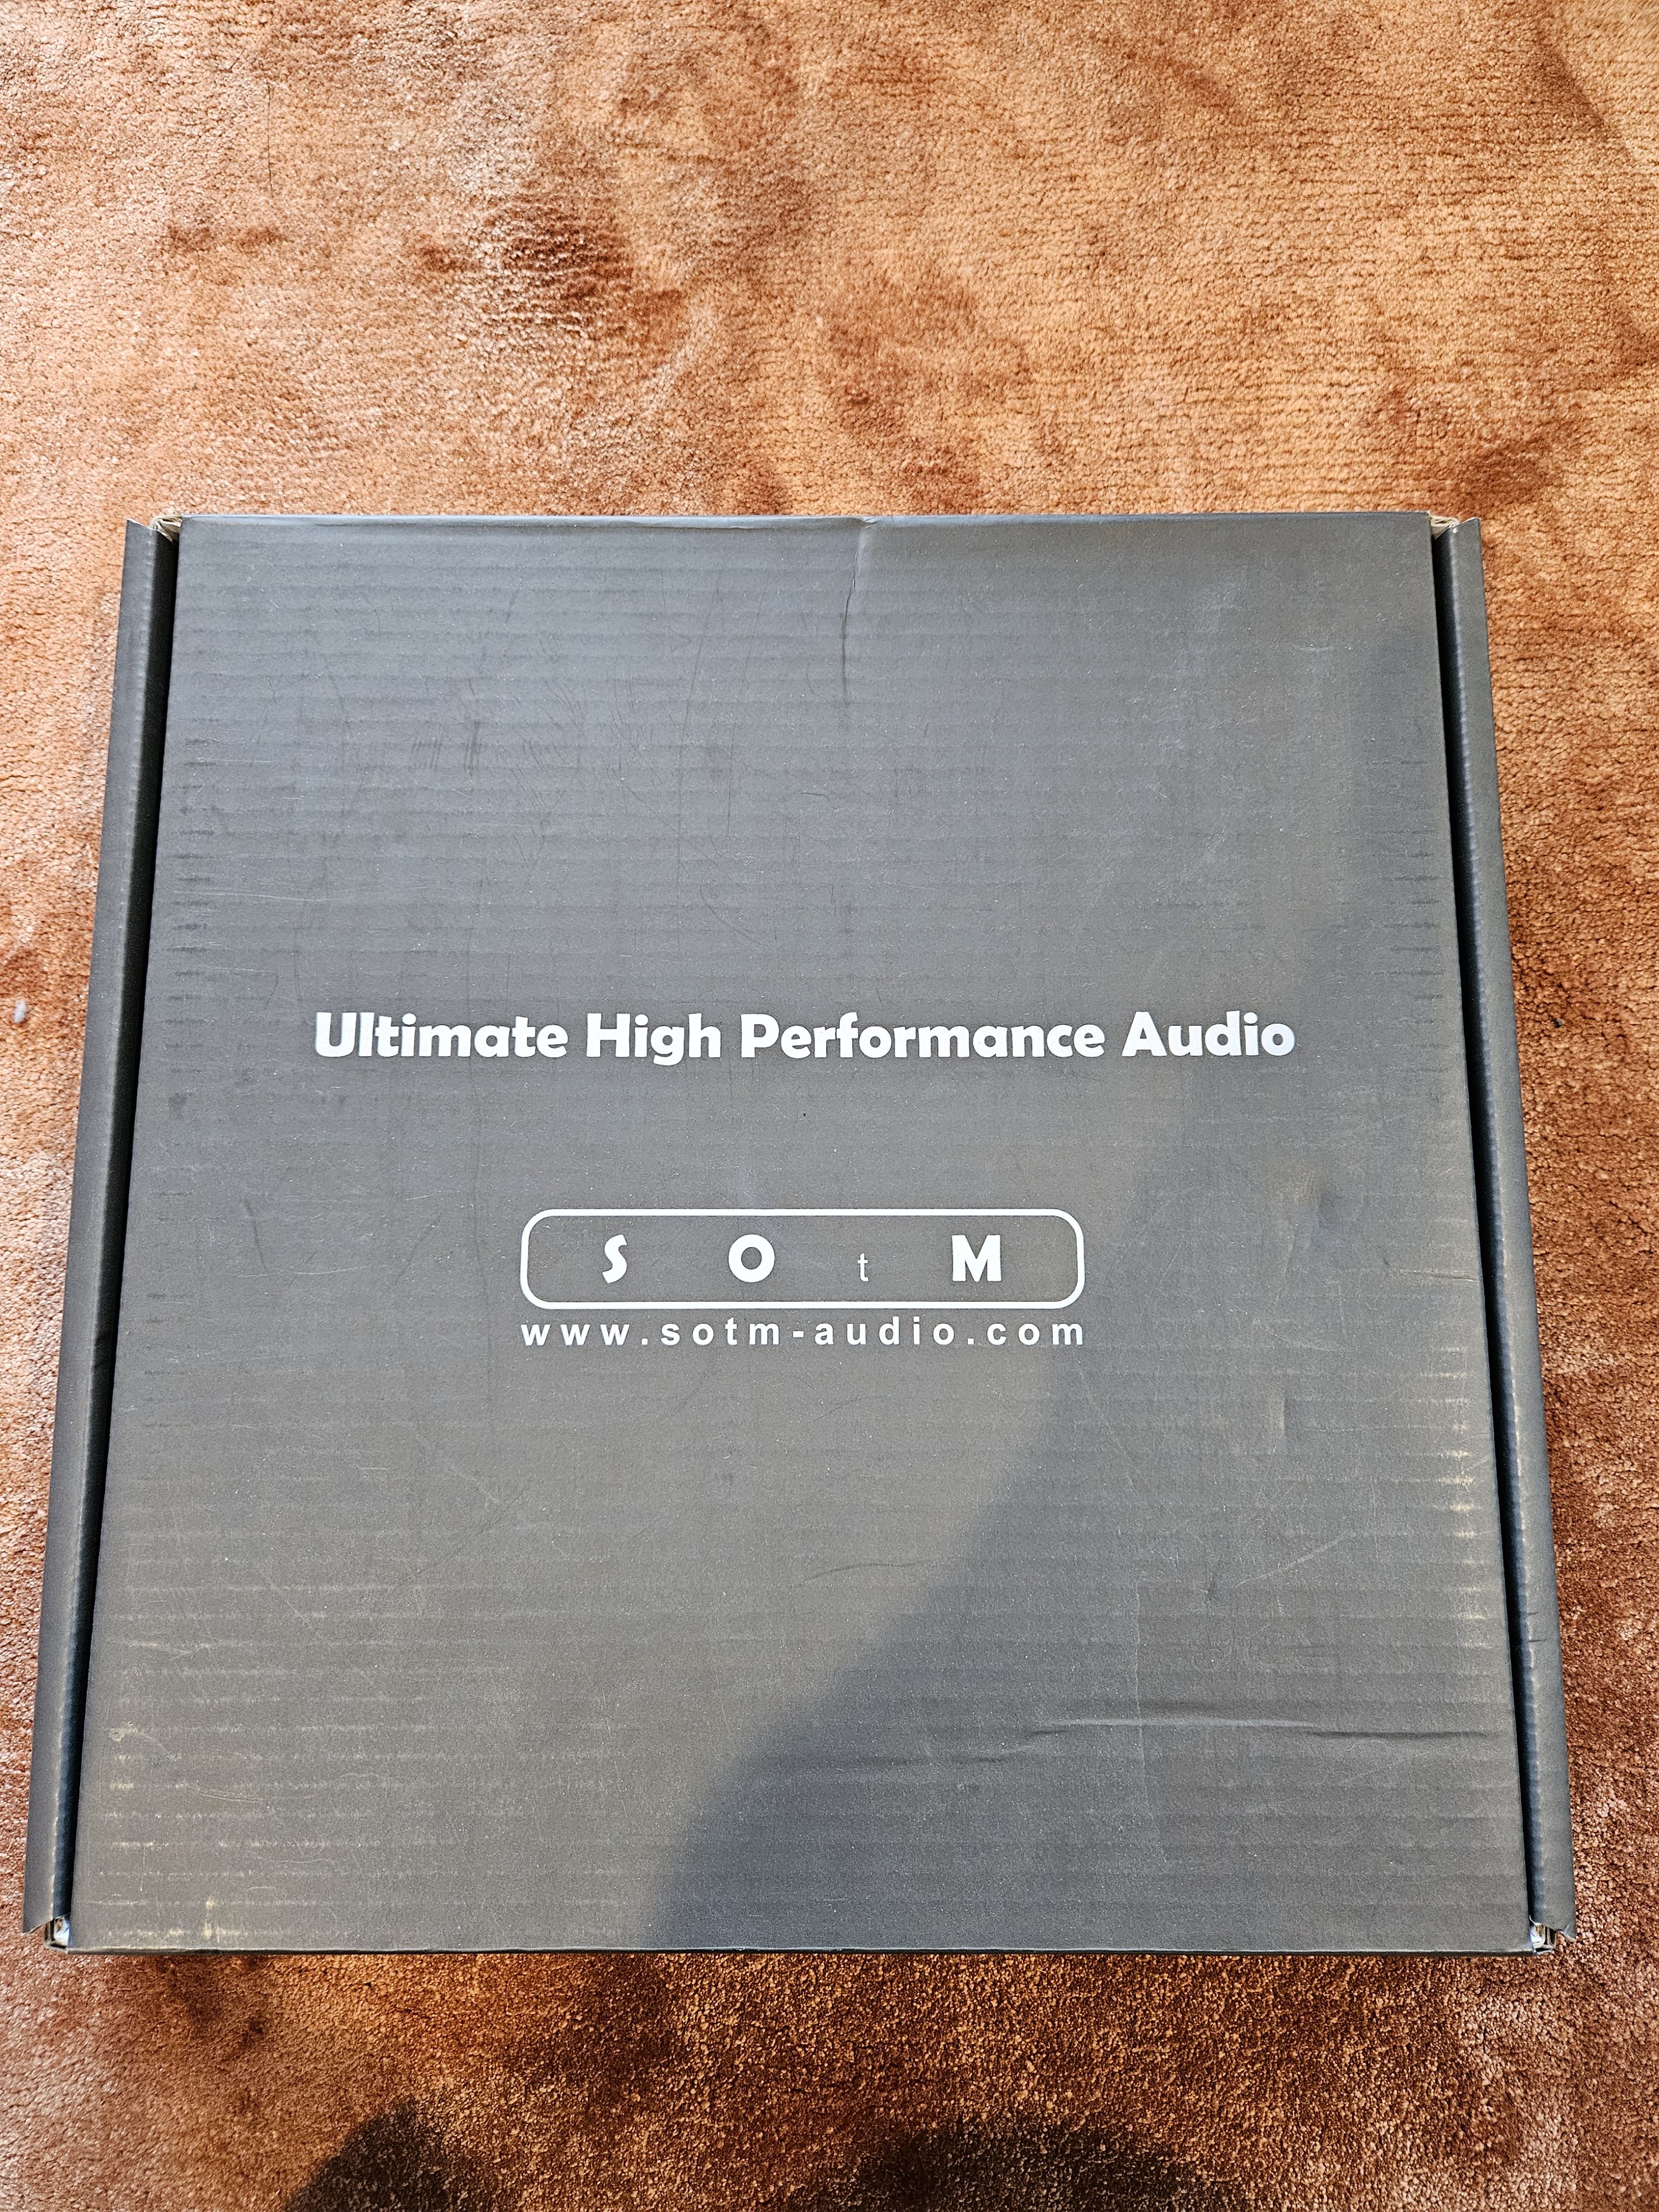 Ultimate High Performance Audio
S O t M
www.sotm-audio.com